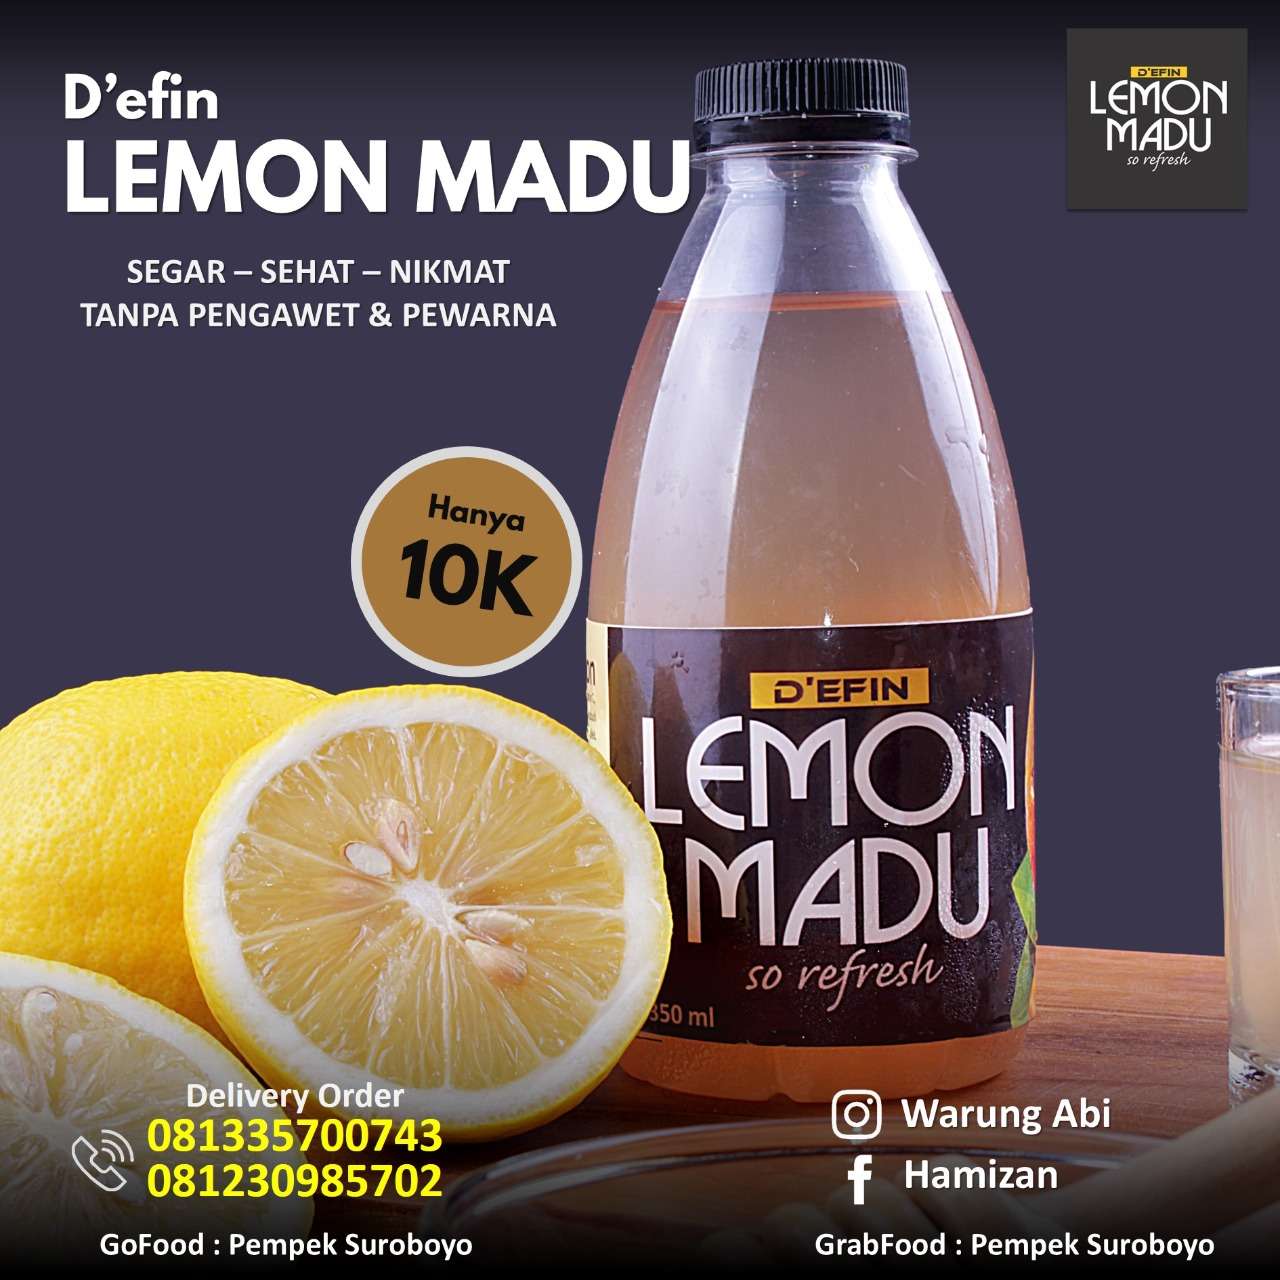 D'efin
LEMON MADU
SEGAR – SEHAT – NIKMAT
TANPA PENGAWET & PEWARNA
D'EFIN
LEMON
MADU
so refresh
Hanya
10K
D'EFIN
LEMON
MADU
so refresh
350 ml
Delivery Order
081335700743
081230985702
Warung Abi
Hamizan
GoFood : Pempek Suroboyo
GrabFood : Pempek Suroboyo